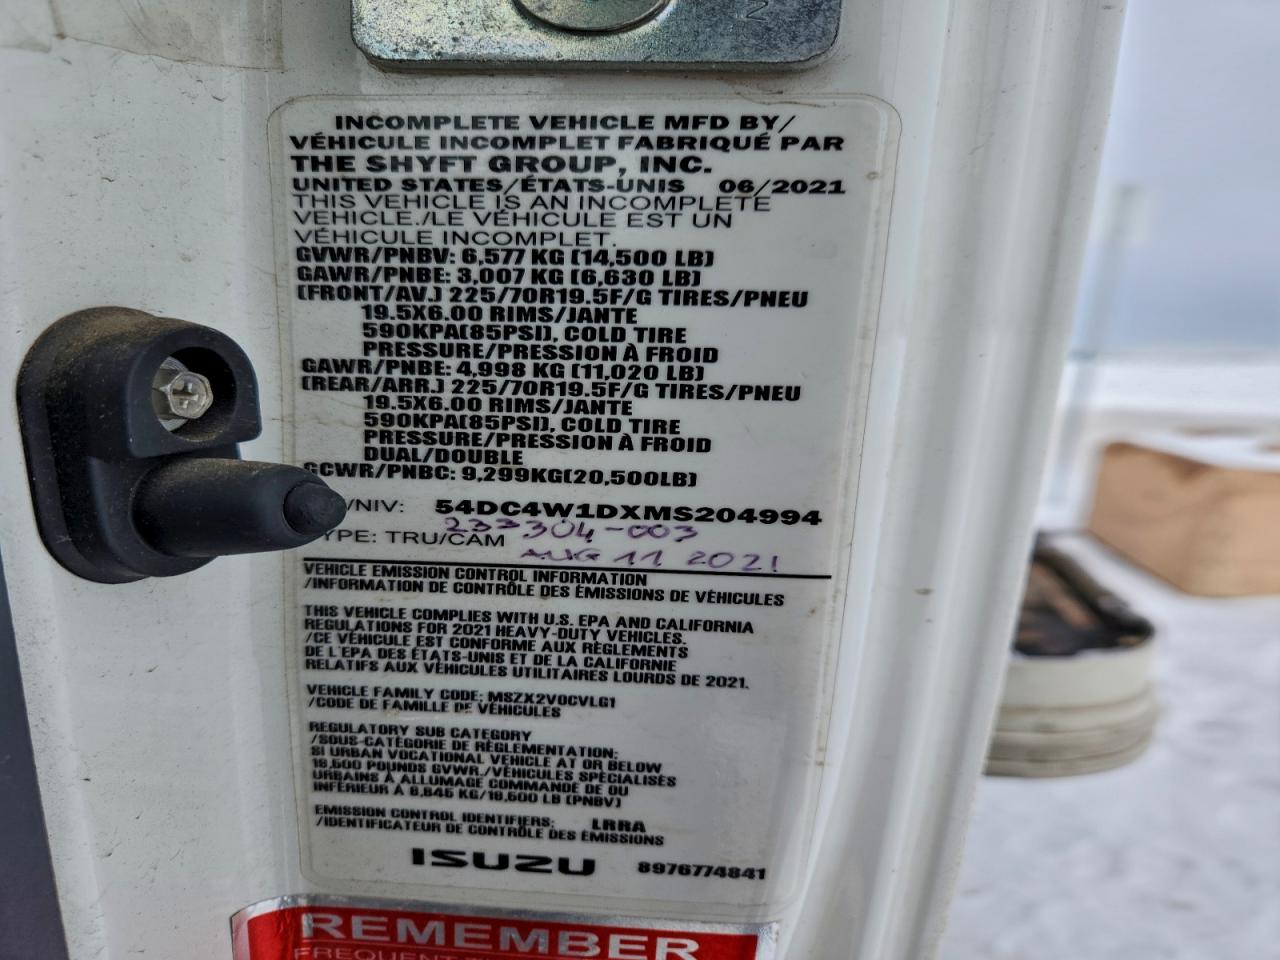 INCOMPLETE VEHICLE MFD BY/
VÉHICULE INCOMPLET FABRIQUÉ PAR
THE SHYFT GROUP, INC.
UNITED STATES/ÉTATS-UNIS 06/2021
THIS VEHICLE IS AN INCOMPLETE
VEHICLE./LE VÉHICULE EST UN
VÉHICULE INCOMPLET.
GVWR/PNBV: 6,577 KG (14,500 LB)
GAWR/PNBE: 3,007 KG (6,630 LB)
(FRONT/AV.) 225/70R19.5F/G TIRES/PNEU
19.5X6.00 RIMS/JANTE
590KPA(85PSI), COLD TIRE
PRESSURE/PRESSION À FROID
GAWR/PNBE: 4,998 KG (11,020 LB)
(REAR/ARR.) 225/70R19.5F/G TIRES/PNEU
19.5X6.00 RIMS/JANTE
590KPA(85PSI), COLD TIRE
PRESSURE/PRESSION À FROID
DUAL/DOUBLE
GCWR/PNBC: 9,299KG(20,500LB)
/NIV: 54DC4W1DXMS204994
233304-003
YPE: TRU/CAM
AUG 11 2021
VEHICLE EMISSION CONTROL INFORMATION
/INFORMATION DE CONTRÔLE DES ÉMISSIONS DE VÉHICULES
THIS VEHICLE COMPLIES WITH U.S. EPA AND CALIFORNIA
REGULATIONS FOR 2021 HEAVY-DUTY VEHICLES.
/CE VÉHICULE EST CONFORME AUX RÈGLEMENTS
DE L'EPA DES ÉTATS-UNIS ET DE LA CALIFORNIE
RELATIFS AUX VÉHICULES UTILITAIRES LOURDS DE 2021.
VEHICLE FAMILY CODE: MSZX2VOCVLG1
/CODE DE FAMILLE DE VÉHICULES
REGULATORY SUB CATEGORY
/SOUS-CATÉGORIE DE RÉGLEMENTATION:
SI URBAN VOCATIONAL VEHICLE AT OR BELOW
19,500 POUNDS GVWR./VÉHICULES SPÉCIALISÉS
URBAINS À ALLUMAGE COMMANDÉ DE OU
INFÉRIEUR À 8,845 KG/19,500 LB (PNBV)
EMISSION CONTROL IDENTIFIERS: LRRA
/IDENTIFICATEUR DE CONTRÔLE DES ÉMISSIONS
ISUZU 8976774841
REMEMBER
FREQUENT